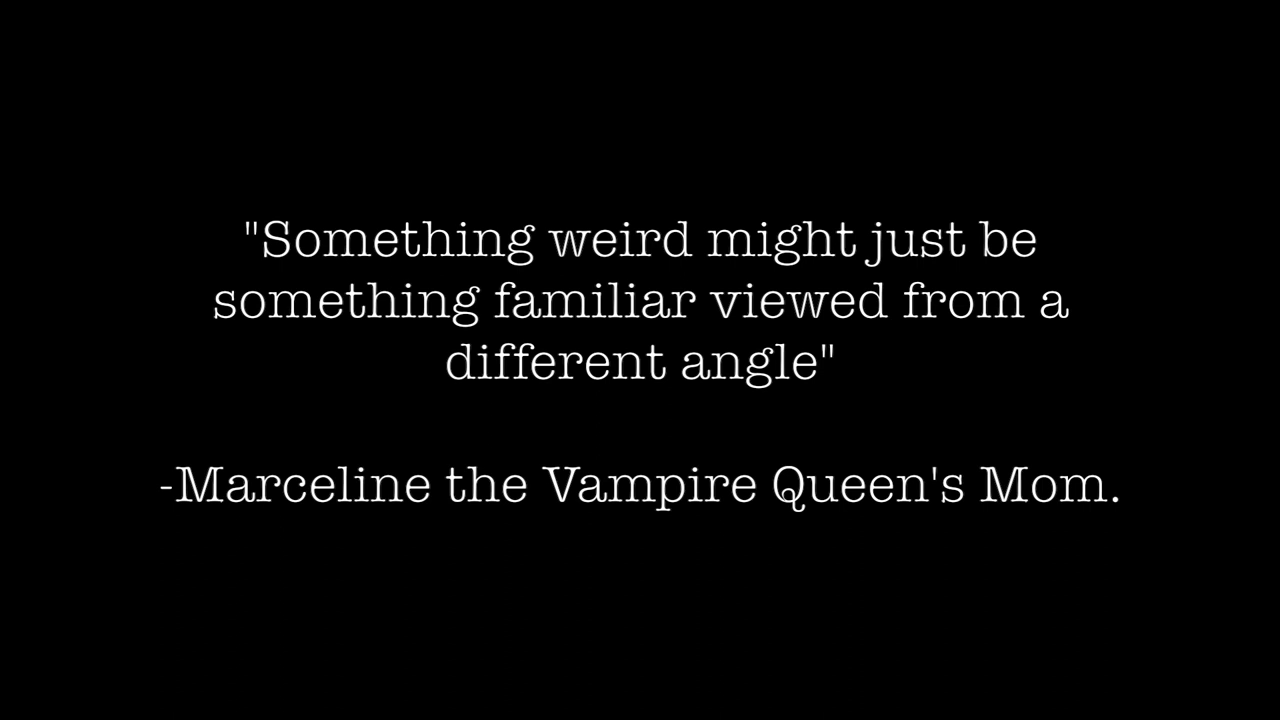 "Something weird might just be
something familiar viewed from a
different angle"
-Marceline the Vampire Queen's Mom.